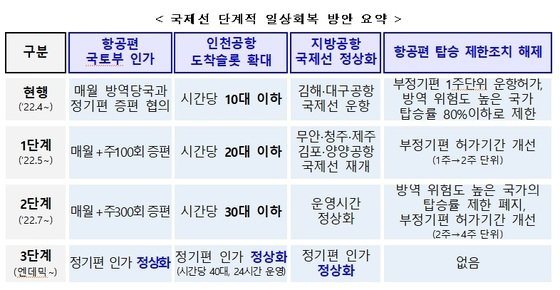 < 국제선 단계적 일상회복 방안 요약 >
구분
항공편
국토부 인가
인천공항
도착슬롯 확대
지방공항
국제선 정상화
항공편 탑승 제한조치 해제
현행
('22.4~)
매월 방역당국과
정기편 증편 협의
시간당 10대 이하
김해·대구공항
국제선 운항
부정기편 1주단위 운항허가,
방역 위험도 높은 국가
탑승률 80%이하로 제한
1단계
('22.5~)
매월+주100회 증편
시간당 20대 이하
무안·청주·제주
김포·양양공항
국제선 재개
부정기편 허가기간 개선
(1주→2주 단위)
2단계
('22.7~)
매월+주300회 증편
시간당 30대 이하
운영시간
정상화
방역 위험도 높은 국가의
탑승률 제한 폐지,
부정기편 허가기간 개선
(2주→4주 단위)
3단계
(엔데믹~)
정기편 인가 정상화
정기편 인가 정상화
(시간당 40대, 24시간 운영)
정기편 인가
정상화
없음